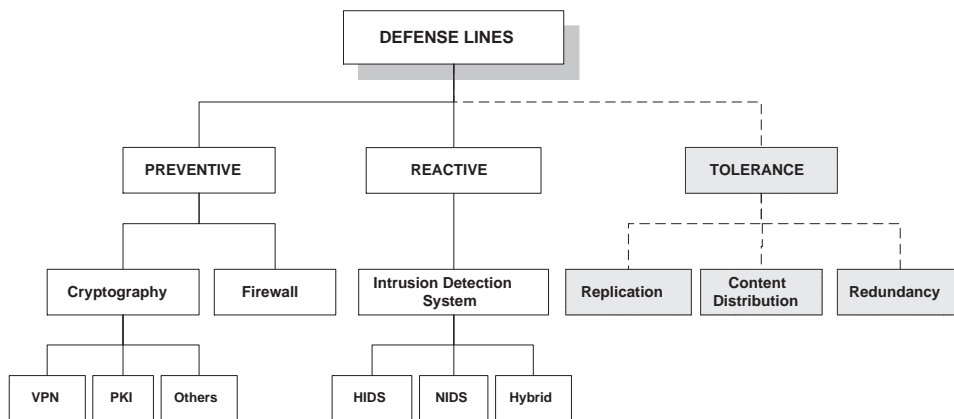 DEFENSE LINES
PREVENTIVE
REACTIVE
TOLERANCE
Cryptography
Firewall
Intrusion Detection
System
Replication
Content
Distribution
Redundancy
VPN
PKI
Others
HIDS
NIDS
Hybrid